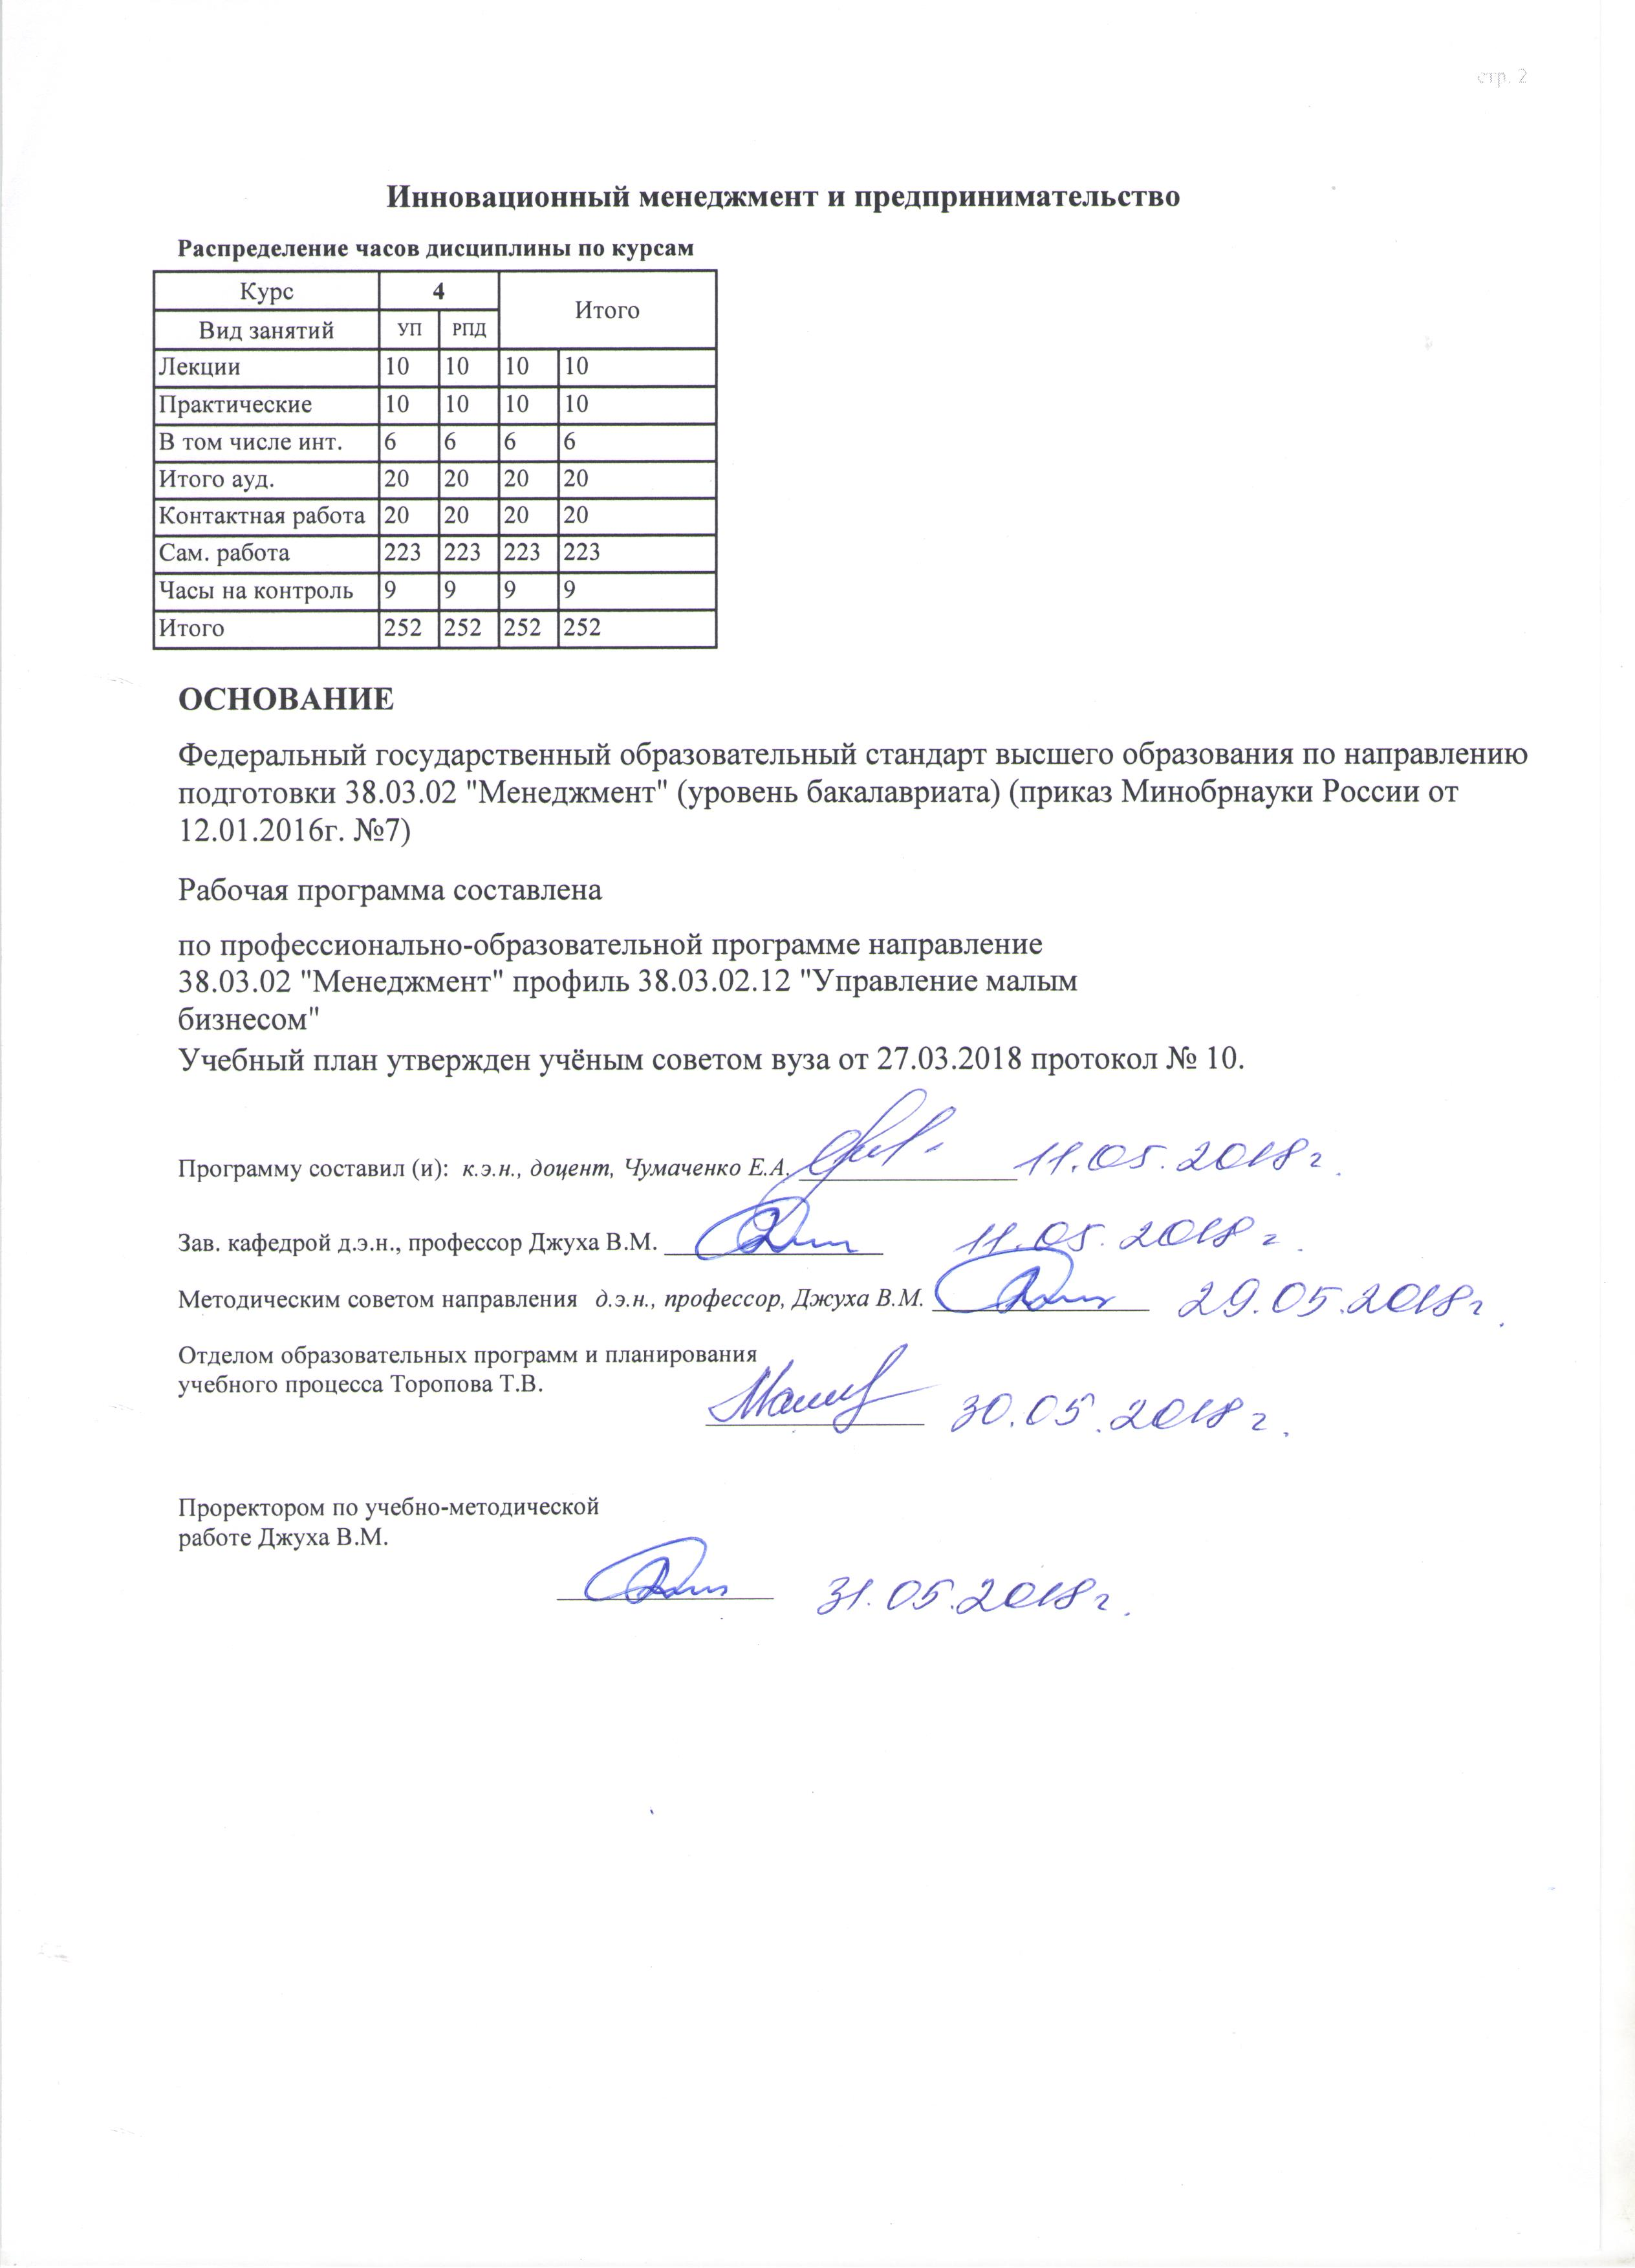 стр. 2
Инновационный менеджмент и предпринимательство
Распределение часов дисциплины по курсам
Курс 4 Итого
Вид занятий УП РПД
Лекции 10 10 10 10
Практические 10 10 10 10
В том числе инт. 6 6 6 6
Итого ауд. 20 20 20 20
Контактная работа 20 20 20 20
Сам. работа 223 223 223 223
Часы на контроль 9 9 9 9
Итого 252 252 252 252
ОСНОВАНИЕ
Федеральный государственный образовательный стандарт высшего образования по направлению
подготовки 38.03.02 "Менеджмент" (уровень бакалавриата) (приказ Минобрнауки России от
12.01.2016г. №7)
Рабочая программа составлена
по профессионально-образовательной программе направление
38.03.02 "Менеджмент" профиль 38.03.02.12 "Управление малым
бизнесом"
Учебный план утвержден учёным советом вуза от 27.03.2018 протокол № 10.
Программу составил (и): к.э.н., доцент, Чумаченко Е.А. 11.05.2018г.
Зав. кафедрой д.э.н., профессор Джуха В.М. 11.05.2018г.
Методическим советом направления д.э.н., профессор, Джуха В.М. 29.05.2018г.
Отделом образовательных программ и планирования
учебного процесса Торопова Т.В.
30.05.2018г.
Проректором по учебно-методической
работе Джуха В.М.
31.05.2018г.